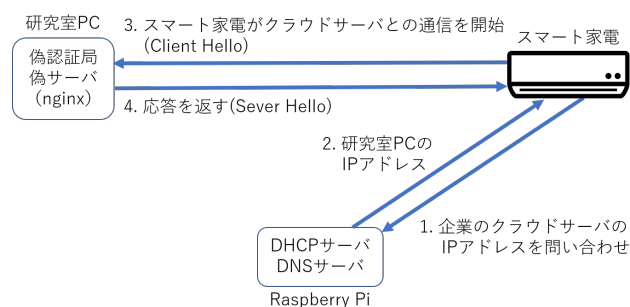 研究室PC
偽認証局
偽サーバ
(nginx)
3. スマート家電がクラウドサーバとの通信を開始
(Client Hello)
スマート家電
4. 応答を返す(Sever Hello)
2. 研究室PCの
IPアドレス
1. 企業のクラウドサーバの
IPアドレスを問い合わせ
DHCPサーバ
DNSサーバ
Raspberry Pi